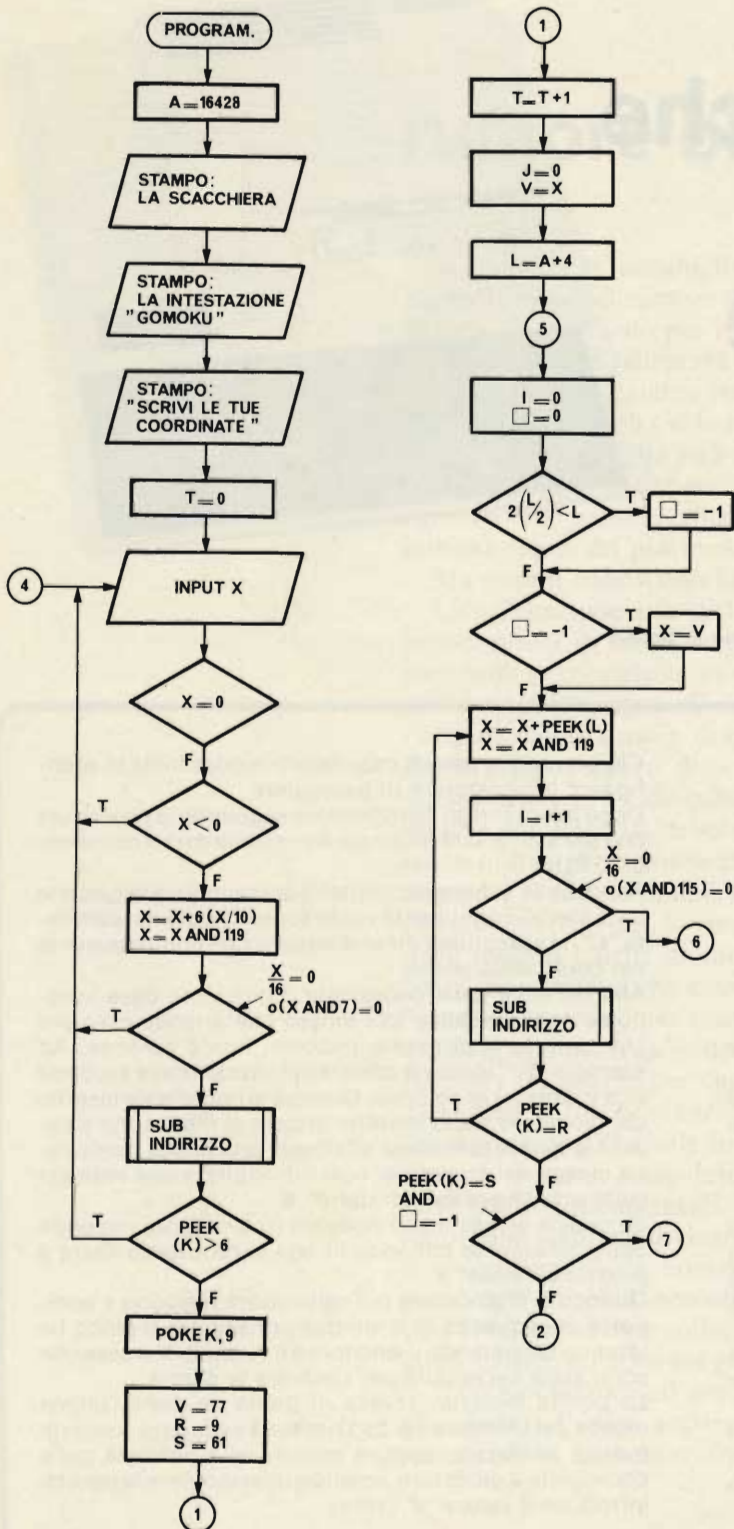 PROGRAM.
A=16428
STAMPO:
LA SCACCHIERA
STAMPO:
LA INTESTAZIONE
"GOMOKU"
STAMPO:
"SCRIVI LE TUE
COORDINATE"
T=0
4
INPUT X
X=0
F
X<0
T
F
X=X+6(X/10)
X=X AND 119
X/16=0
o(X AND7)=0
T
F
SUB
INDIRIZZO
PEEK
(K)>6
T
F
POKE K, 9
V=77
R=9
S=61
1
1
T=T+1
J=0
V=X
L=A+4
5
I=0
□=0
2(L/2)<L
T
□=-1
F
□=-1
T
X=V
F
X=X+PEEK(L)
X=X AND 119
I=I+1
X/16=0
o(X AND 115)=0
T
6
F
SUB
INDIRIZZO
PEEK
(K)=R
T
F
PEEK(K)=S
AND
□=-1
T
7
F
2